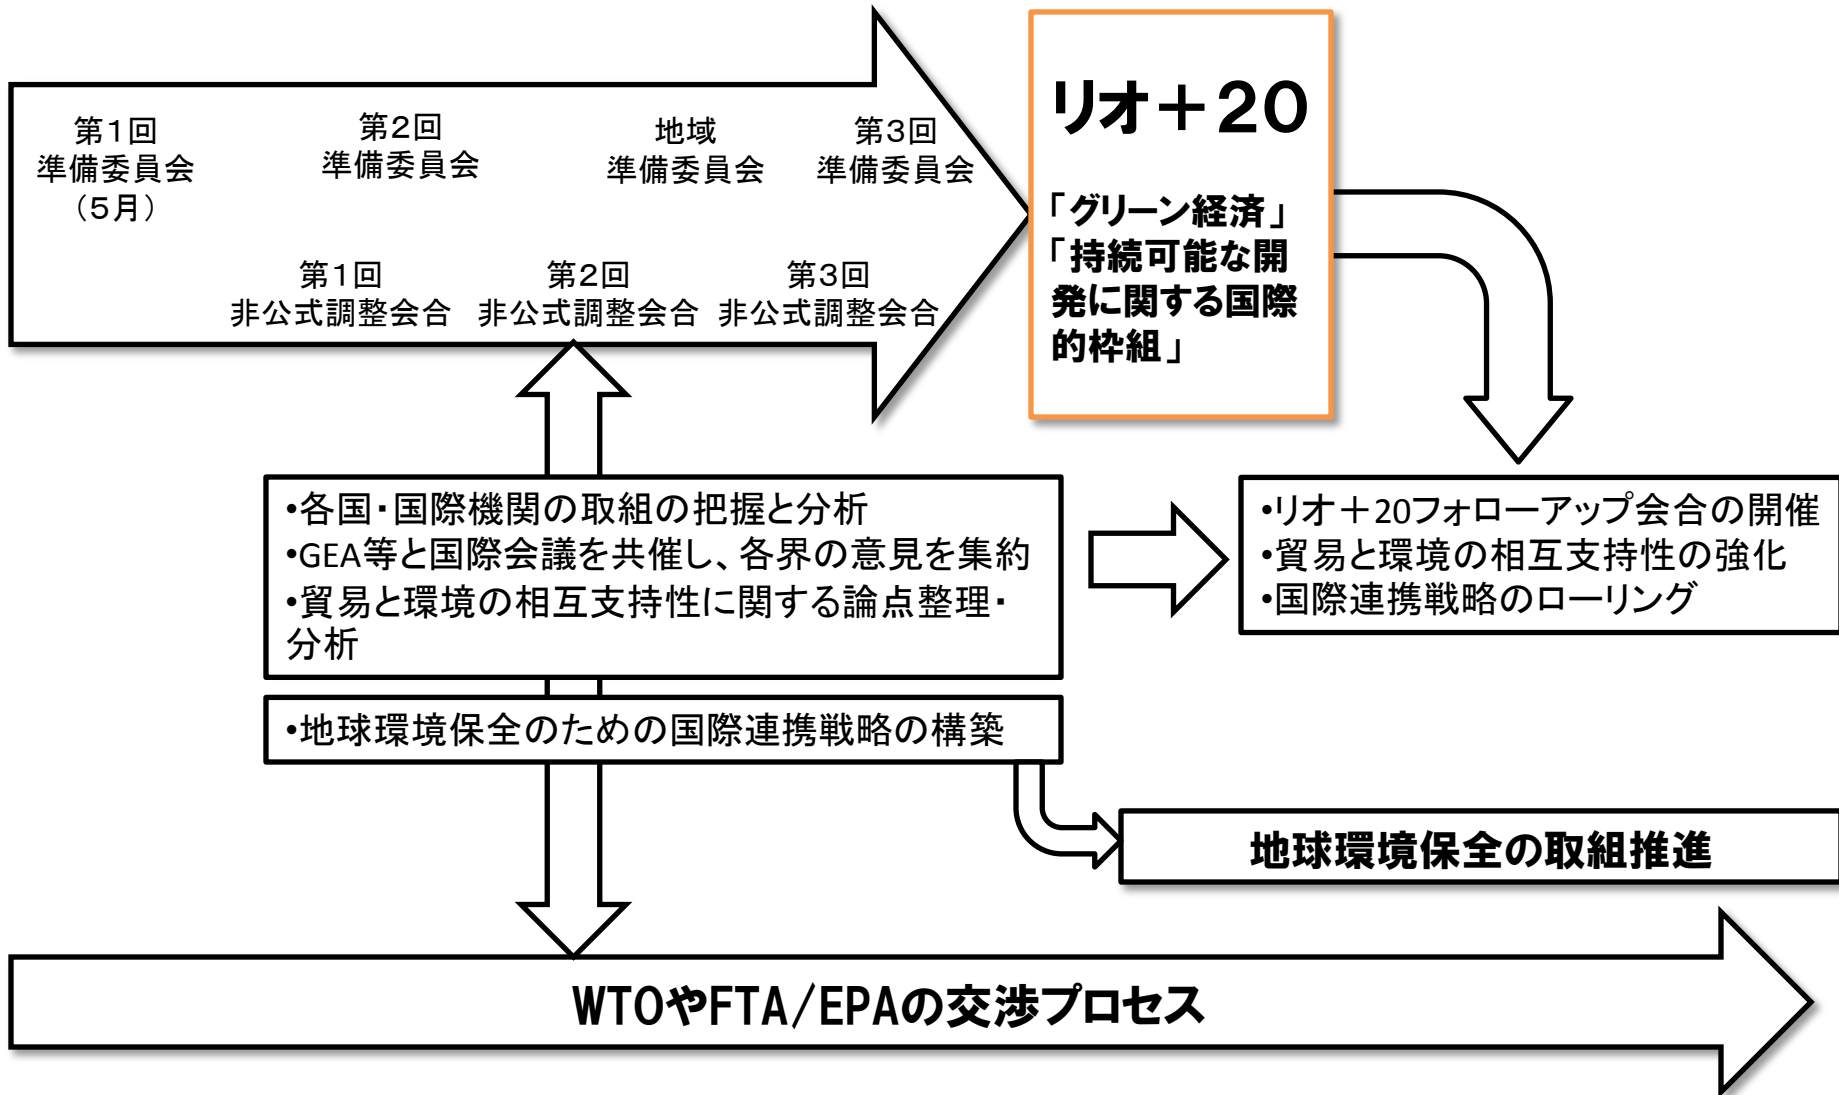 第1回
準備委員会
（5月）
第2回
準備委員会
地域
準備委員会
第3回
準備委員会
第1回
非公式調整会合
第2回
非公式調整会合
第3回
非公式調整会合
リオ＋20
「グリーン経済」
「持続可能な開
発に関する国際
的枠組」
•各国・国際機関の取組の把握と分析
•GEA等と国際会議を共催し、各界の意見を集約
•貿易と環境の相互支持性に関する論点整理・
分析
•リオ＋20フォローアップ会合の開催
•貿易と環境の相互支持性の強化
•国際連携戦略のローリング
•地球環境保全のための国際連携戦略の構築
地球環境保全の取組推進
WTOやFTA/EPAの交渉プロセス